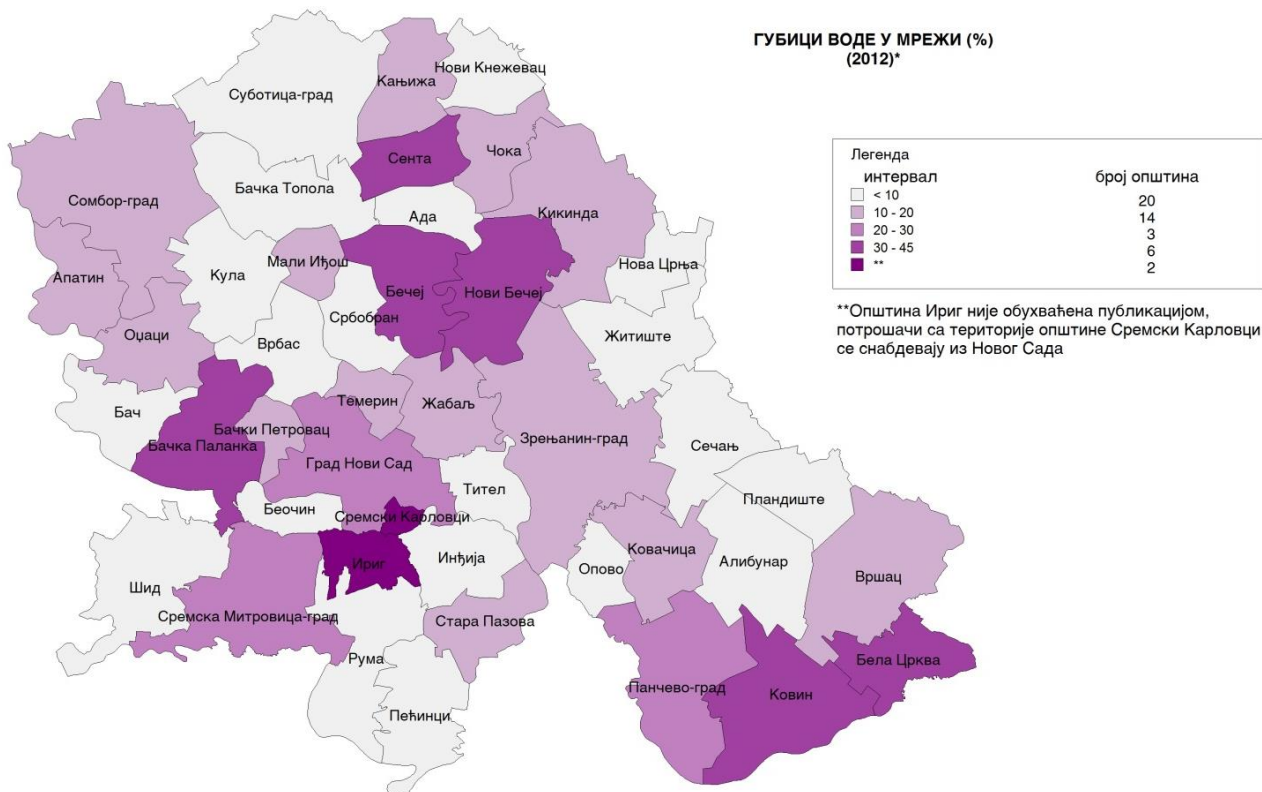 ГУБИЦИ ВОДЕ У МРЕЖИ (%)
(2012)*
Легенда
интервал број општина
< 10 20
10 - 20 14
20 - 30 3
30 - 45 6
** 2
**Општина Ириг није обухваћена публикацијом,
потрошачи са територије општине Сремски Карловци
се снабдевају из Новог Сада
Нови Кнежевац
Кањижа
Суботица-град
Чока
Сента
Бачка Топола
Сомбор-град
Ада
Кикинда
Мали Иђош
Нова Црња
Апатин
Кула
Бечеј
Нови Бечеј
Србобран
Оџаци
Житиште
Врбас
Темерин
Жабаљ
Бач
Бачки Петровац
Бачка Паланка
Зрењанин-град
Сечањ
Град Нови Сад
Тител
Пландиште
Беочин
Сремски Карловци
Ковачица
Инђија
Ириг
Опово
Алибунар
Вршац
Шид
Сремска Митровица-град
Стара Пазова
Рума
Бела Црква
Панчево-град
Ковин
Пећинци